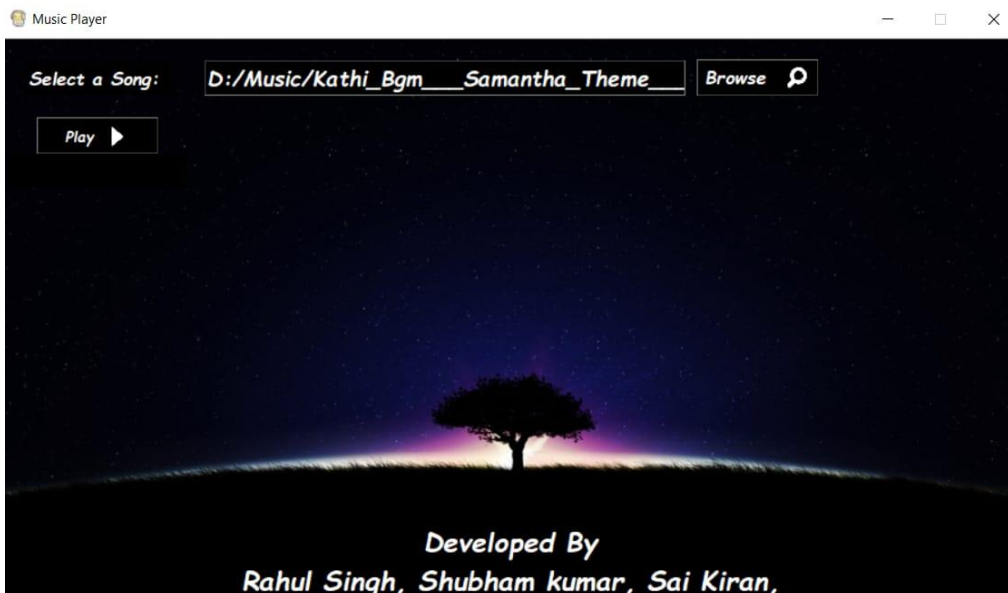 Music Player
Select a Song: D:/Music/Kathi_Bgm___Samantha_Theme___ Browse
Play
Developed By
Rahul Singh, Shubham kumar, Sai Kiran,